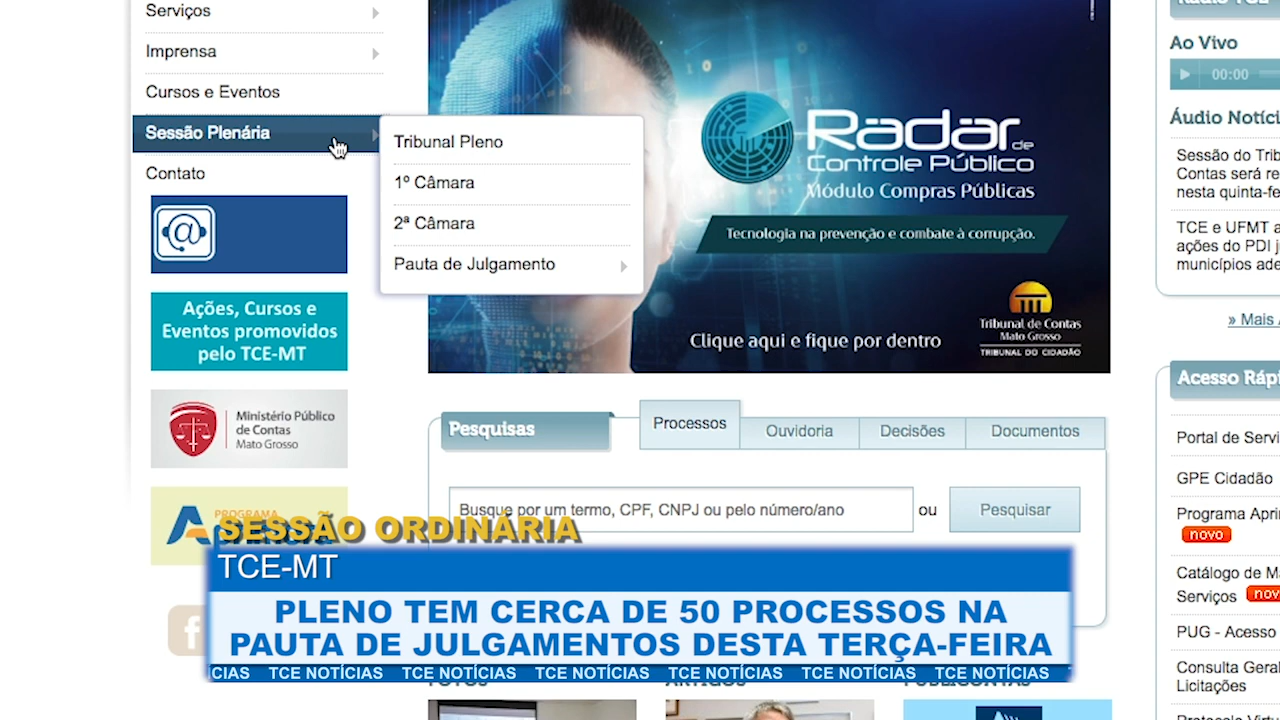 Serviços
Imprensa
Cursos e Eventos
Sessão Plenária
Contato
Tribunal Pleno
1º Câmara
2ª Câmara
Pauta de Julgamento
Ações, Cursos e
Eventos promovidos
pelo TCE-MT
Ministério Público
de Contas
Mato Grosso
PROGRAMA
Radar de
Controle Público
Módulo Compras Públicas
Tecnologia na prevenção e combate à corrupção.
Clique aqui e fique por dentro
Tribunal de Contas
Mato Grosso
TRIBUNAL DO CIDADÃO
Pesquisas
Processos
Ouvidoria
Decisões
Documentos
Busque por um termo, CPF, CNPJ ou pelo número/ano
ou
Pesquisar
Ao Vivo
00:00
Áudio Notíci
Sessão do Trib
Contas será re
nesta quinta-fe
TCE e UFMT a
ações do PDI j
municípios ade
» Mais
Acesso Rápi
Portal de Servi
GPE Cidadão
Programa Aprir
novo
Catálogo de Ma
Serviços nov
PUG - Acesso
Consulta Geral
Licitações
SESSÃO ORDINÁRIA
TCE-MT
PLENO TEM CERCA DE 50 PROCESSOS NA
PAUTA DE JULGAMENTOS DESTA TERÇA-FEIRA
ÍCIAS TCE NOTÍCIAS TCE NOTÍCIAS TCE NOTÍCIAS TCE NOTÍCIAS TCE NOTÍCIAS TCE NOTÍCIAS